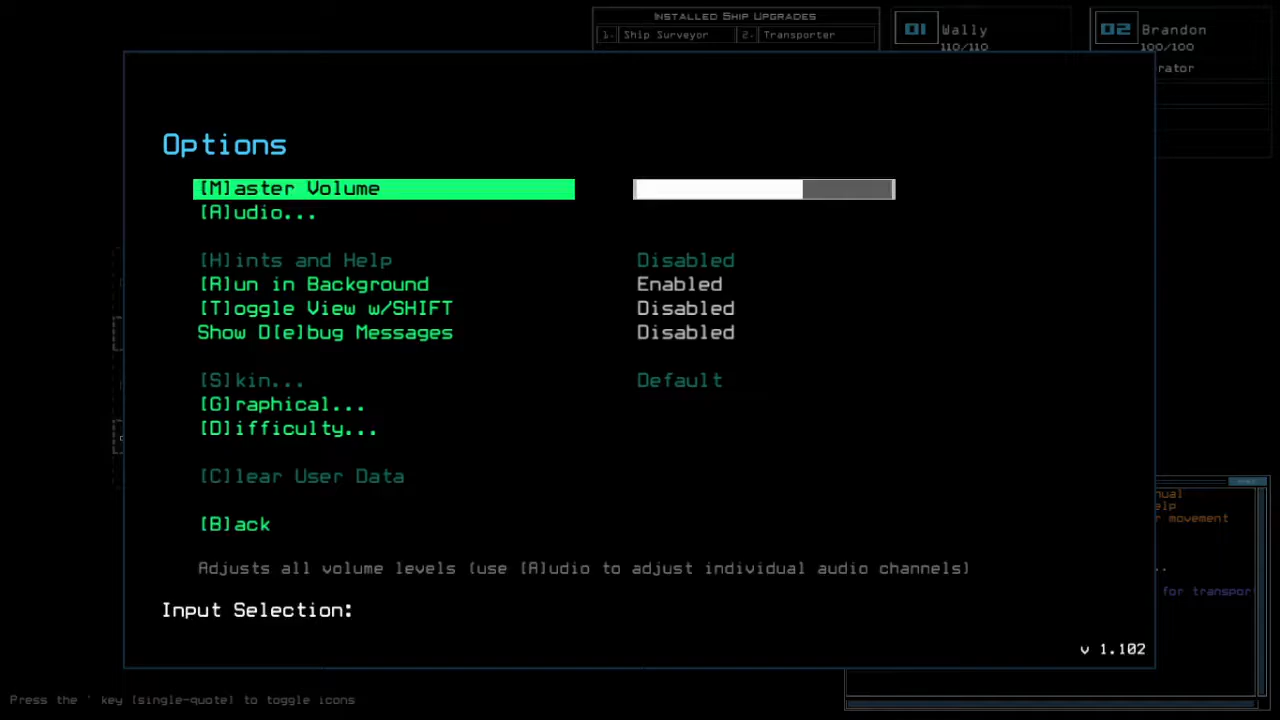 Installed Ship Upgrades
1. Ship Surveyor 2. Transporter
01 Wally
110/110
02 Brandon
100/100
rator
Options
[M]aster Volume
[A]udio...
[H]ints and Help Disabled
[R]un in Background Enabled
[T]oggle View w/SHIFT Disabled
Show D[e]bug Messages Disabled
[S]kin... Default
[G]raphical...
[D]ifficulty...
[C]lear User Data
[B]ack
Adjusts all volume levels (use [A]udio to adjust individual audio channels)
Input Selection:
v 1.102
nual
elp
r movement
..
for transpor
Press the ' key (single-quote) to toggle icons